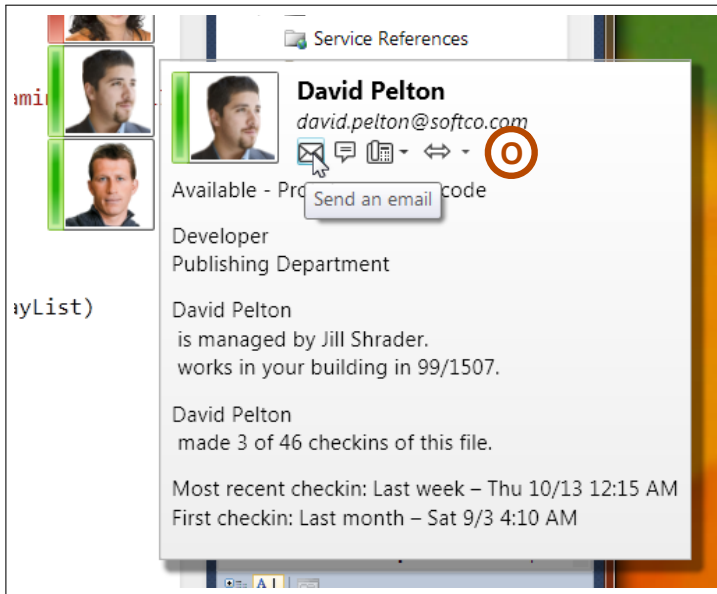 Service References
David Pelton
david.pelton@softco.com
O
Available - Pro code
Send an email
Developer
Publishing Department
ayList)
David Pelton
is managed by Jill Shrader.
works in your building in 99/1507.
David Pelton
made 3 of 46 checkins of this file.
Most recent checkin: Last week – Thu 10/13 12:15 AM
First checkin: Last month – Sat 9/3 4:10 AM